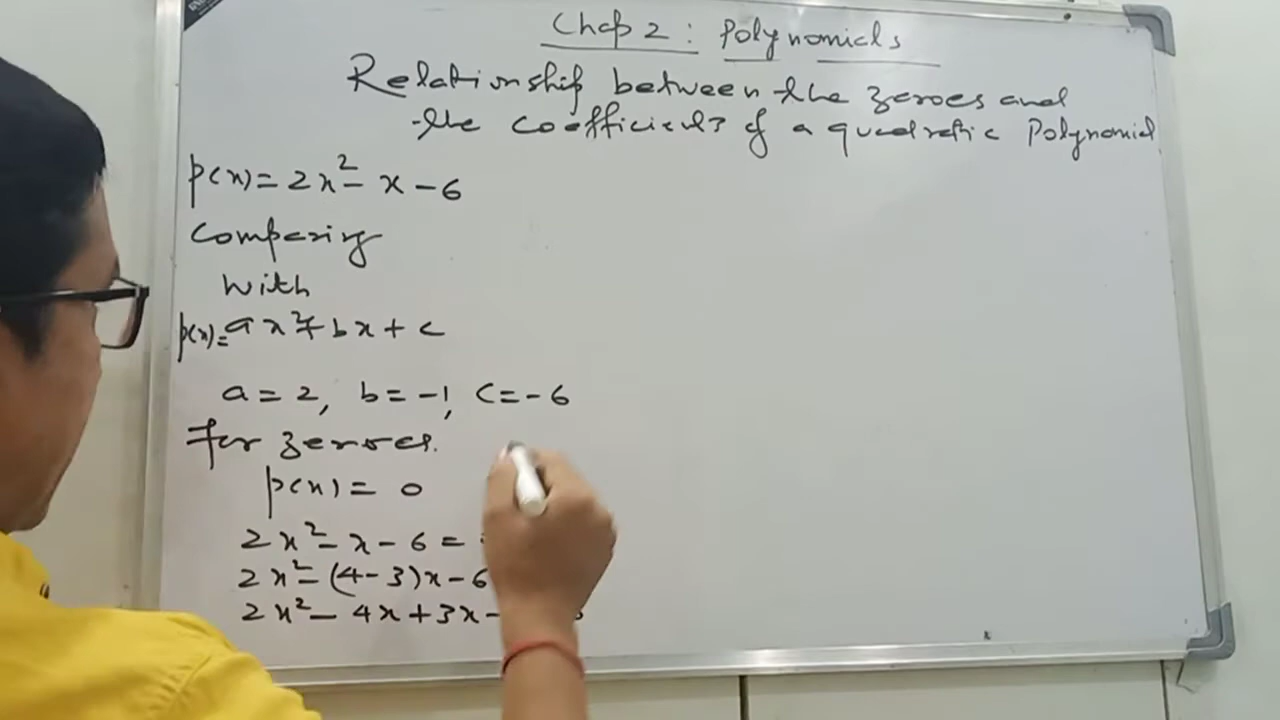 Chap 2 : Polynomials
Relationship between the zeroes and
the coefficients of a quadratic Polynomial
p(x) = 2x² - x - 6
Comparing
with
p(x) = ax² + bx + c
a = 2, b = -1, c = -6
For zeroes.
p(x) = 0
2x² - x - 6 =
2x² - (4 - 3)x - 6
2x² - 4x + 3x -